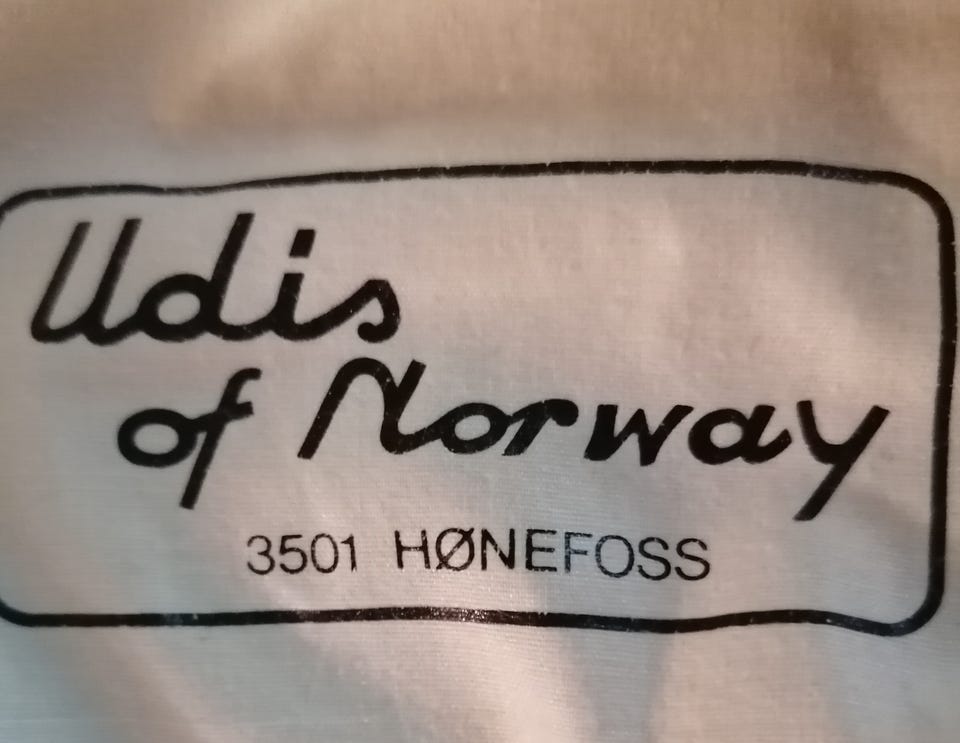 Udis
of Norway
3501 HØNEFOSS